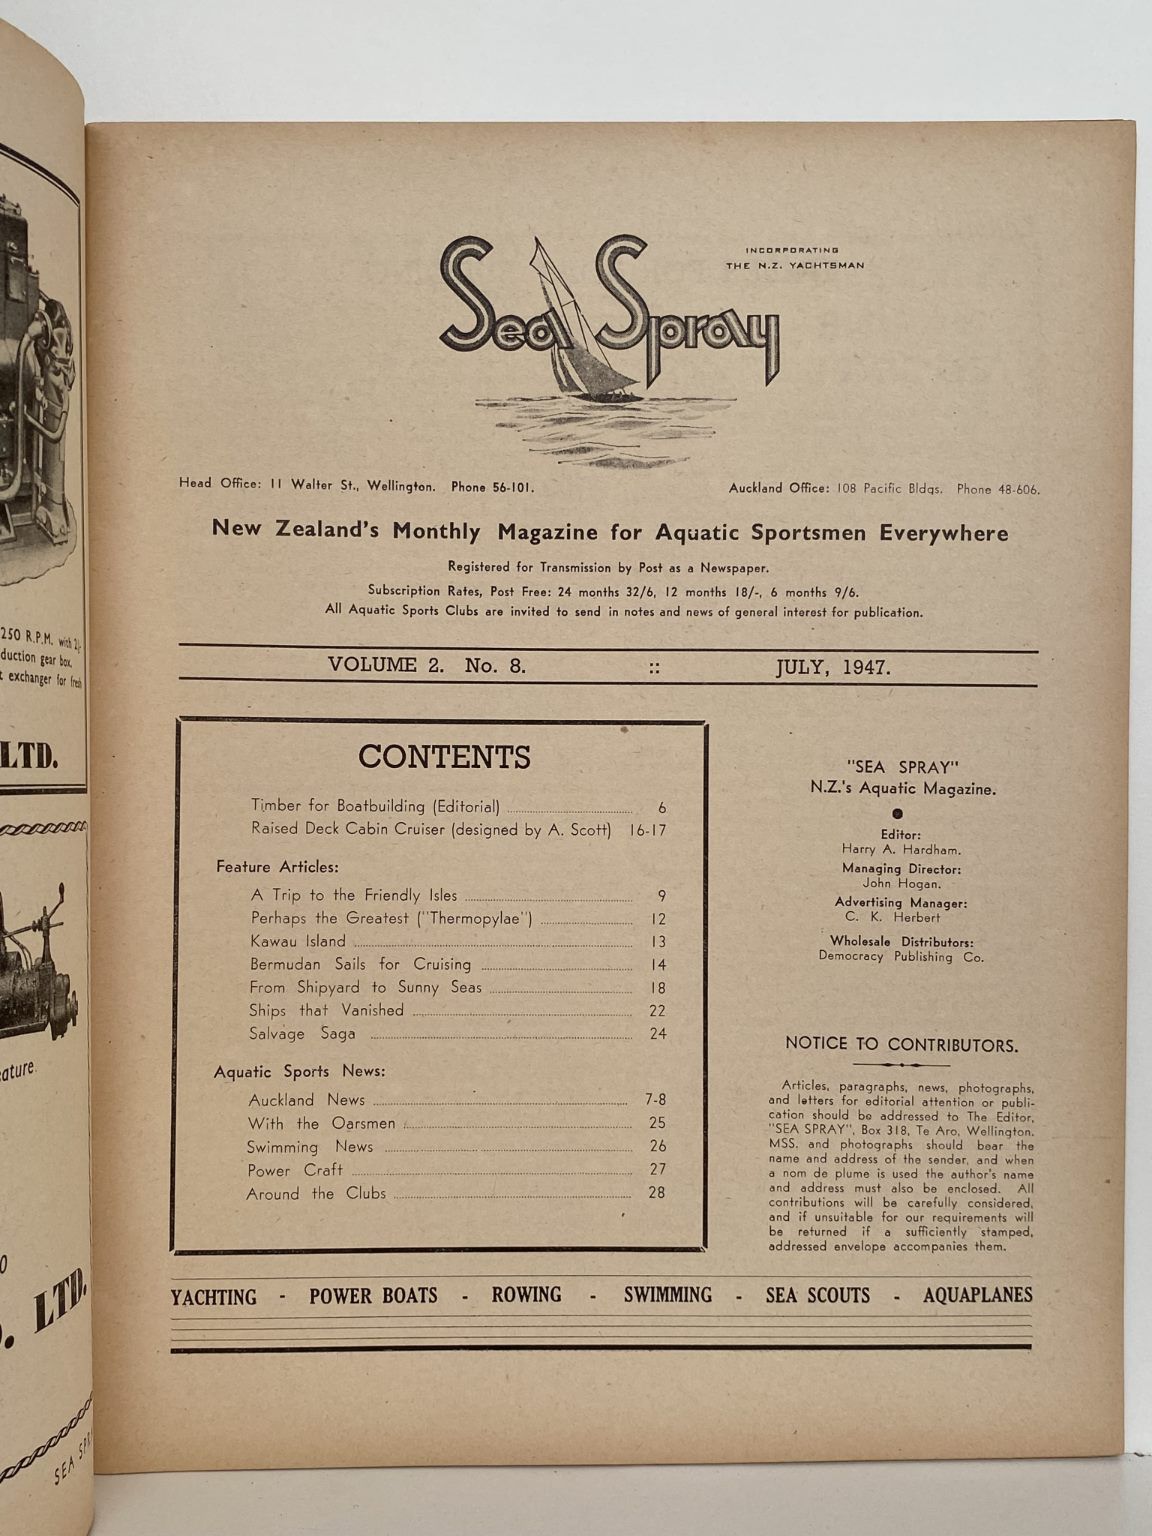 250 R.P.M. with 2½
duction gear box.
t exchanger for fresh
LTD.
eature.
LTD.
Sea Spray
INCORPORATING
THE N.Z. YACHTSMAN
Head Office: 11 Walter St., Wellington. Phone 56-101.
Auckland Office: 108 Pacific Bldgs. Phone 48-606.
New Zealand's Monthly Magazine for Aquatic Sportsmen Everywhere
Registered for Transmission by Post as a Newspaper.
Subscription Rates, Post Free: 24 months 32/6, 12 months 18/-, 6 months 9/6.
All Aquatic Sports Clubs are invited to send in notes and news of general interest for publication.
VOLUME 2. No. 8. :: JULY, 1947.
CONTENTS
Timber for Boatbuilding (Editorial) 6
Raised Deck Cabin Cruiser (designed by A. Scott) 16-17
Feature Articles:
A Trip to the Friendly Isles 9
Perhaps the Greatest ("Thermopylae") 12
Kawau Island 13
Bermudan Sails for Cruising 14
From Shipyard to Sunny Seas 18
Ships that Vanished 22
Salvage Saga 24
Aquatic Sports News:
Auckland News 7-8
With the Oarsmen 25
Swimming News 26
Power Craft 27
Around the Clubs 28
"SEA SPRAY"
N.Z.'s Aquatic Magazine.
Editor:
Harry A. Hardham.
Managing Director:
John Hogan.
Advertising Manager:
C. K. Herbert
Wholesale Distributors:
Democracy Publishing Co.
NOTICE TO CONTRIBUTORS.
Articles, paragraphs, news, photographs,
and letters for editorial attention or publi-
cation should be addressed to The Editor,
"SEA SPRAY", Box 318, Te Aro, Wellington.
MSS. and photographs should bear the
name and address of the sender, and when
a nom de plume is used the author's name
and address must also be enclosed. All
contributions will be carefully considered,
and if unsuitable for our requirements will
be returned if a sufficiently stamped,
addressed envelope accompanies them.
YACHTING - POWER BOATS - ROWING - SWIMMING - SEA SCOUTS - AQUAPLANES
SEA SPR